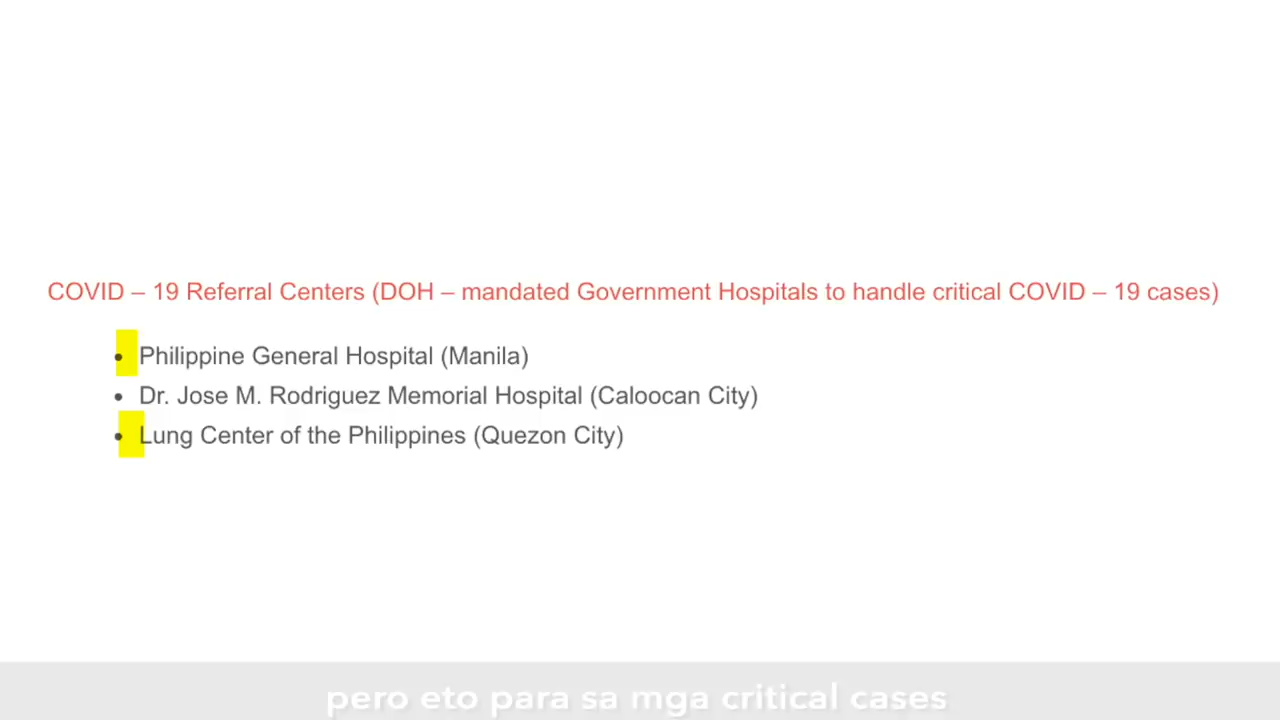 COVID – 19 Referral Centers (DOH – mandated Government Hospitals to handle critical COVID – 19 cases)
• Philippine General Hospital (Manila)
• Dr. Jose M. Rodriguez Memorial Hospital (Caloocan City)
• Lung Center of the Philippines (Quezon City)
pero eto para sa mga critical cases